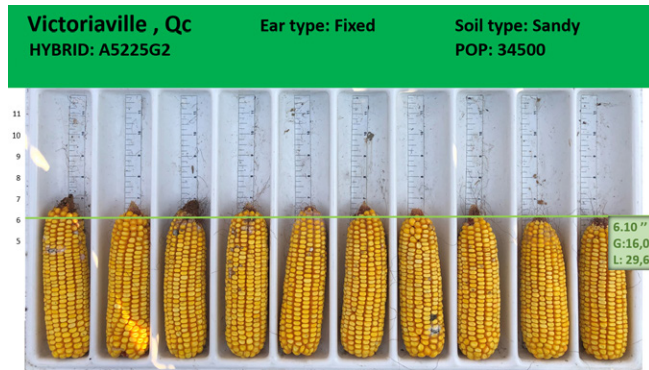 Victoriaville , Qc
Ear type: Fixed
Soil type: Sandy
HYBRID: A5225G2
POP: 34500
11
10
9
8
7
6
5
6.10 ’’
G:16,0
L: 29,6